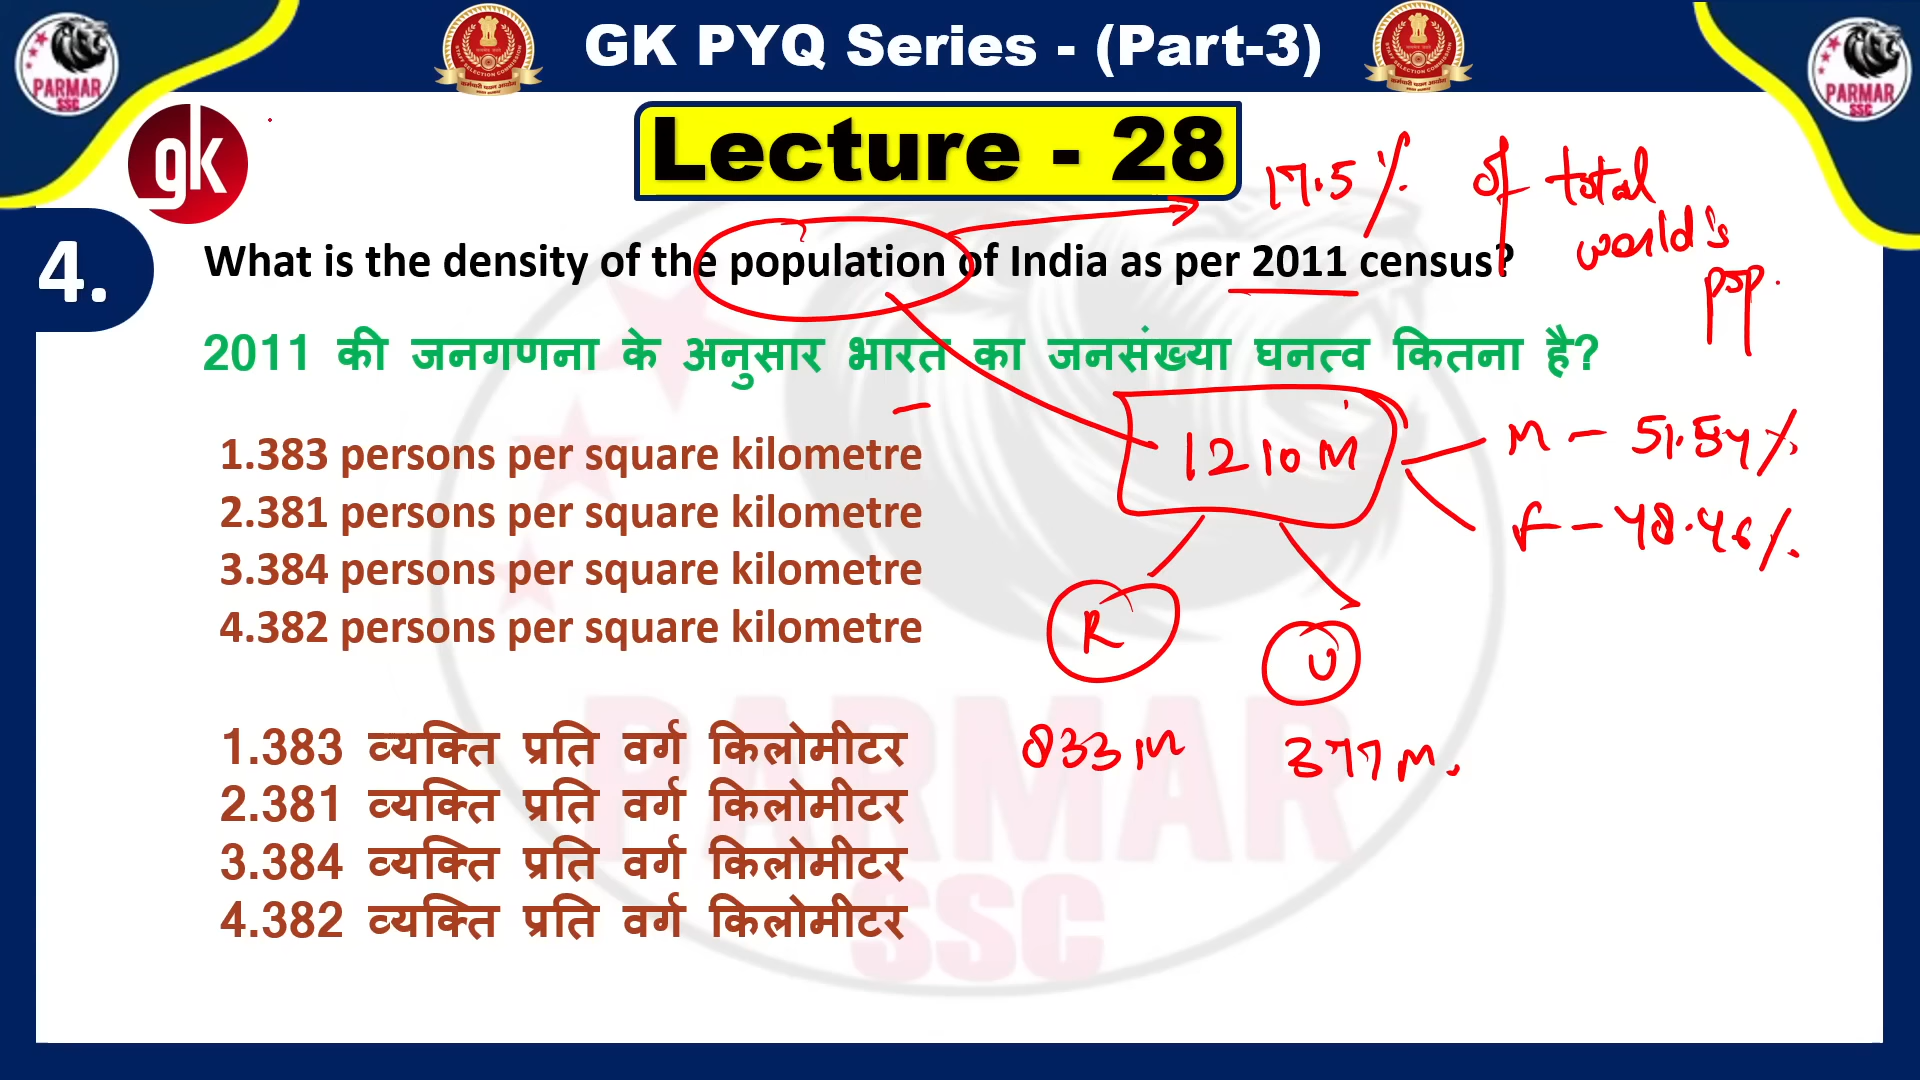 GK PYQ Series - (Part-3)
PARMAR
SSC
PARMAR
SSC
gk
Lecture - 28
17.5 % of total
world's
pop.
4.
What is the density of the population of India as per 2011 census?
2011 की जनगणना के अनुसार भारत का जनसंख्या घनत्व कितना है?
1.383 persons per square kilometre
2.381 persons per square kilometre
3.384 persons per square kilometre
4.382 persons per square kilometre
1210 M
M - 51.54 %
F - 48.46 %
R
U
833 M
377 M.
1.383 व्यक्ति प्रति वर्ग किलोमीटर
2.381 व्यक्ति प्रति वर्ग किलोमीटर
3.384 व्यक्ति प्रति वर्ग किलोमीटर
4.382 व्यक्ति प्रति वर्ग किलोमीटर
PARMAR
SSC